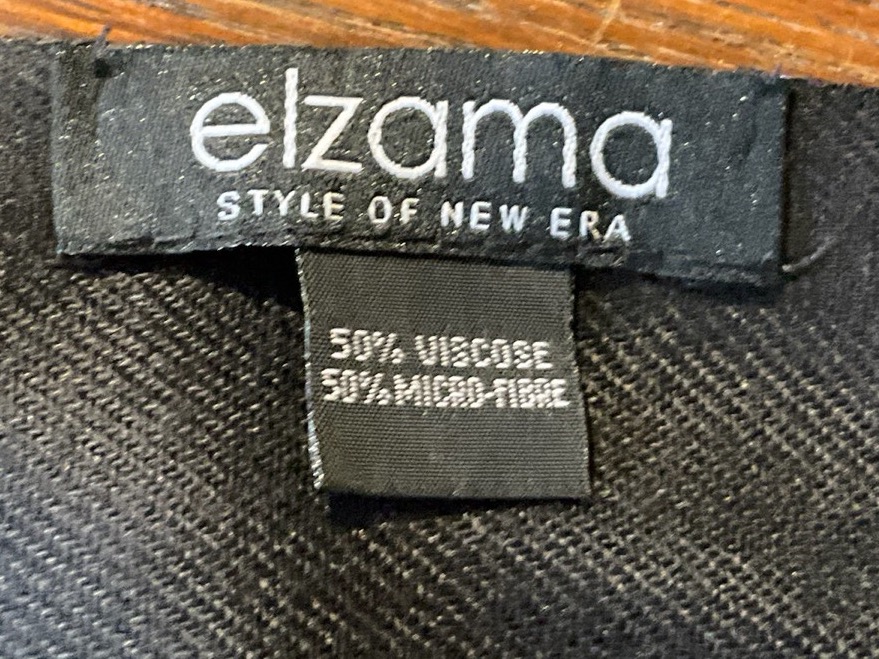 elzama
STYLE OF NEW ERA
50% VISCOSE
50% MICRO-FIBRE